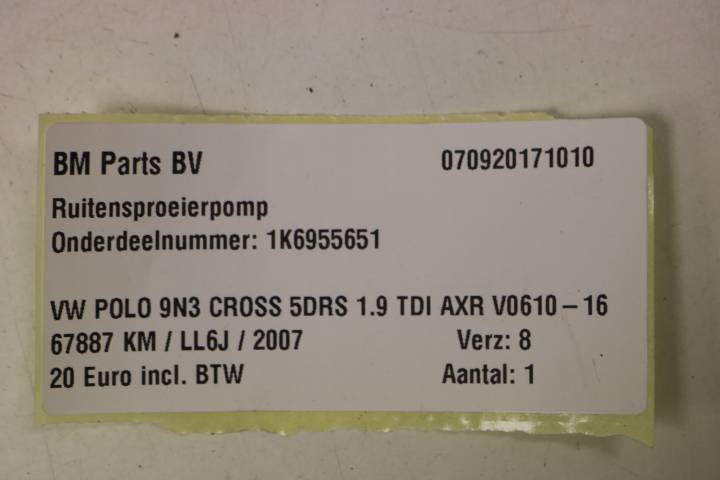 BM Parts BV 070920171010
Ruitensproeierpomp
Onderdeelnummer: 1K6955651
VW POLO 9N3 CROSS 5DRS 1.9 TDI AXR V0610 – 16
67887 KM / LL6J / 2007 Verz: 8
20 Euro incl. BTW Aantal: 1